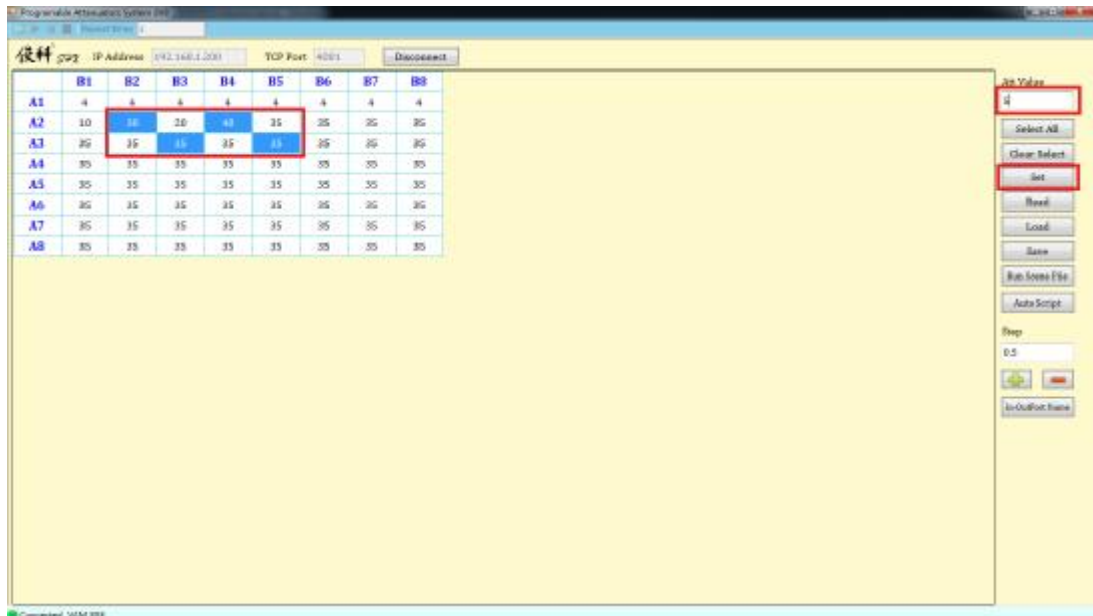 Programable Attenuators System
俊科 IP Address 192.168.1.200 TCP Port 4001 Disconnect
B1 B2 B3 B4 B5 B6 B7 B8
A1 4 4 4 4 4 4 4 4
A2 10 20 35 35 35 35
A3 35 35 35 35 35 35 35 35
A4 35 35 35 35 35 35 35 35
A5 35 35 35 35 35 35 35 35
A6 35 35 35 35 35 35 35 35
A7 35 35 35 35 35 35 35 35
A8 35 35 35 35 35 35 35 35
Att Value
Select All
Clear Select
Set
Read
Load
Save
Run Scene File
Auto Script
Step
0.5
In-OutPort Name
Connected